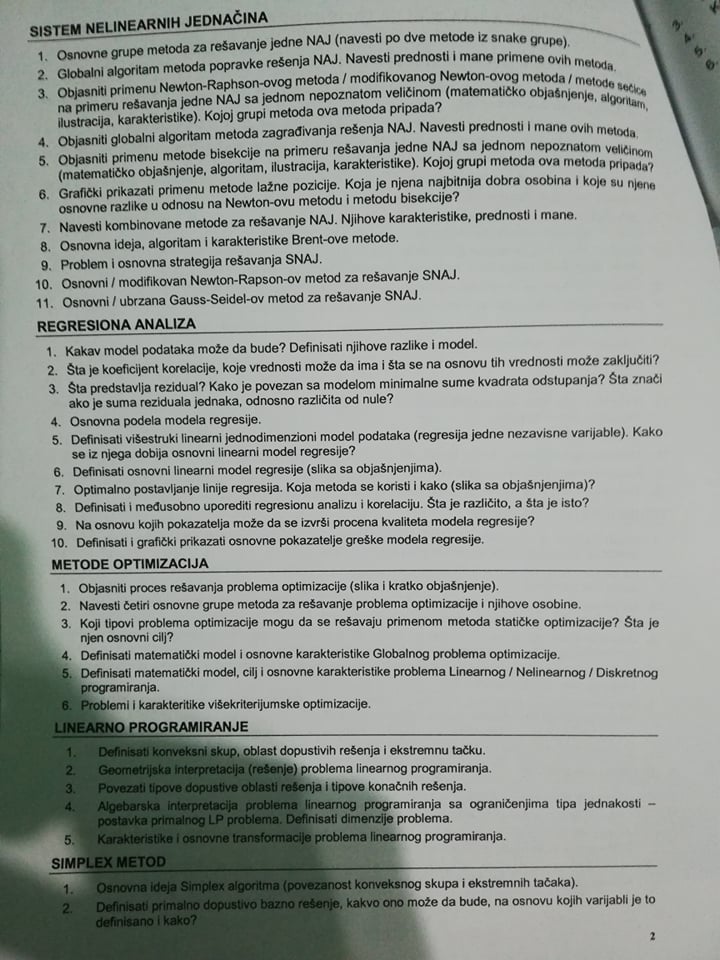 SISTEM NELINEARNIH JEDNAČINA
1. Osnovne grupe metoda za rešavanje jedne NAJ (navesti po dve metode iz snake grupe).
2. Globalni algoritam metoda popravke rešenja NAJ. Navesti prednosti i mane primene ovih metoda.
3. Objasniti primenu Newton-Raphson-ovog metoda / modifikovanog Newton-ovog metoda / metode sečice
na primeru rešavanja jedne NAJ sa jednom nepoznatom veličinom (matematičko objašnjenje, algoritam,
ilustracija, karakteristike). Kojoj grupi metoda ova metoda pripada?
4. Objasniti globalni algoritam metoda zagrađivanja rešenja NAJ. Navesti prednosti i mane ovih metoda.
5. Objasniti primenu metode bisekcije na primeru rešavanja jedne NAJ sa jednom nepoznatom veličinom
(matematičko objašnjenje, algoritam, ilustracija, karakteristike). Kojoj grupi metoda ova metoda pripada?
6. Grafički prikazati primenu metode lažne pozicije. Koja je njena najbitnija dobra osobina i koje su njene
osnovne razlike u odnosu na Newton-ovu metodu i metodu bisekcije?
7. Navesti kombinovane metode za rešavanje NAJ. Njihove karakteristike, prednosti i mane.
8. Osnovna ideja, algoritam i karakteristike Brent-ove metode.
9. Problem i osnovna strategija rešavanja SNAJ.
10. Osnovni / modifikovan Newton-Rapson-ov metod za rešavanje SNAJ.
11. Osnovni / ubrzana Gauss-Seidel-ov metod za rešavanje SNAJ.
REGRESIONA ANALIZA
1. Kakav model podataka može da bude? Definisati njihove razlike i model.
2. Šta je koeficijent korelacije, koje vrednosti može da ima i šta se na osnovu tih vrednosti može zaključiti?
3. Šta predstavlja rezidual? Kako je povezan sa modelom minimalne sume kvadrata odstupanja? Šta znači
ako je suma reziduala jednaka, odnosno različita od nule?
4. Osnovna podela modela regresije.
5. Definisati višestruki linearni jednodimenzioni model podataka (regresija jedne nezavisne varijable). Kako
se iz njega dobija osnovni linearni model regresije?
6. Definisati osnovni linearni model regresije (slika sa objašnjenjima).
7. Optimalno postavljanje linije regresija. Koja metoda se koristi i kako (slika sa objašnjenjima)?
8. Definisati i međusobno uporediti regresionu analizu i korelaciju. Šta je različito, a šta je isto?
9. Na osnovu kojih pokazatelja može da se izvrši procena kvaliteta modela regresije?
10. Definisati i grafički prikazati osnovne pokazatelje greške modela regresije.
METODE OPTIMIZACIJA
1. Objasniti proces rešavanja problema optimizacije (slika i kratko objašnjenje).
2. Navesti četiri osnovne grupe metoda za rešavanje problema optimizacije i njihove osobine.
3. Koji tipovi problema optimizacije mogu da se rešavaju primenom metoda statičke optimizacije? Šta je
njen osnovni cilj?
4. Definisati matematički model i osnovne karakteristike Globalnog problema optimizacije.
5. Definisati matematički model, cilj i osnovne karakteristike problema Linearnog / Nelinearnog / Diskretnog
programiranja.
6. Problemi i karakteritike višekriterijumske optimizacije.
LINEARNO PROGRAMIRANJE
1. Definisati konveksni skup, oblast dopustivih rešenja i ekstremnu tačku.
2. Geometrijska interpretacija (rešenje) problema linearnog programiranja.
3. Povezati tipove dopustive oblasti rešenja i tipove konačnih rešenja.
4. Algebarska interpretacija problema linearnog programiranja sa ograničenjima tipa jednakosti –
postavka primalnog LP problema. Definisati dimenzije problema.
5. Karakteristike i osnovne transformacije problema linearnog programiranja.
SIMPLEX METOD
1. Osnovna ideja Simplex algoritma (povezanost konveksnog skupa i ekstremnih tačaka).
2. Definisati primalno dopustivo bazno rešenje, kakvo ono može da bude, na osnovu kojih varijabli je to
definisano i kako?
2